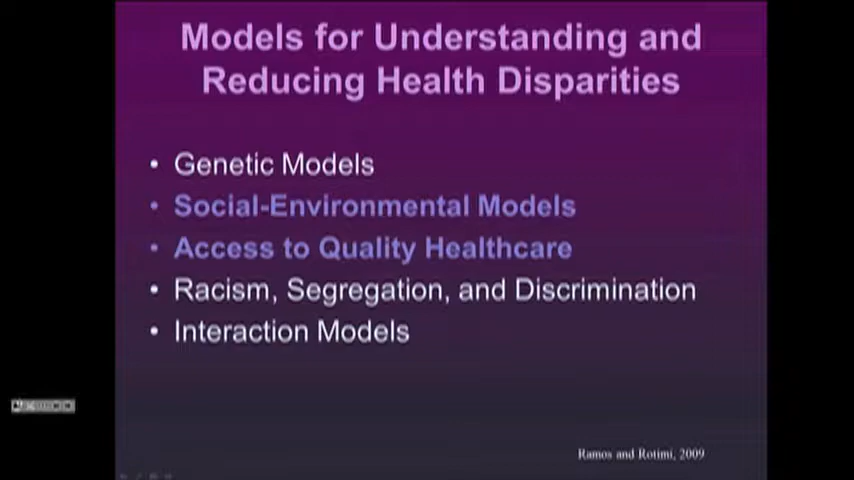 Models for Understanding and
Reducing Health Disparities
• Genetic Models
• Social-Environmental Models
• Access to Quality Healthcare
• Racism, Segregation, and Discrimination
• Interaction Models
Ramos and Rotimi, 2009